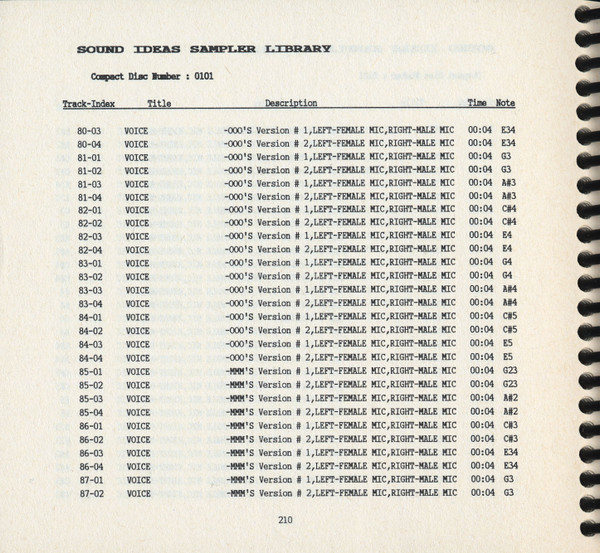 SOUND IDEAS SAMPLER LIBRARY
Compact Disc Number : 0101
Track-Index Title Description Time Note
80-03 VOICE -OOO'S Version # 1,LEFT-FEMALE MIC,RIGHT-MALE MIC 00:04 E34
80-04 VOICE -OOO'S Version # 2,LEFT-FEMALE MIC,RIGHT-MALE MIC 00:04 E34
81-01 VOICE -OOO'S Version # 1,LEFT-FEMALE MIC,RIGHT-MALE MIC 00:04 G3
81-02 VOICE -OOO'S Version # 2,LEFT-FEMALE MIC,RIGHT-MALE MIC 00:04 G3
81-03 VOICE -OOO'S Version # 1,LEFT-FEMALE MIC,RIGHT-MALE MIC 00:04 A#3
81-04 VOICE -OOO'S Version # 2,LEFT-FEMALE MIC,RIGHT-MALE MIC 00:04 A#3
82-01 VOICE -OOO'S Version # 1,LEFT-FEMALE MIC,RIGHT-MALE MIC 00:04 C#4
82-02 VOICE -OOO'S Version # 2,LEFT-FEMALE MIC,RIGHT-MALE MIC 00:04 C#4
82-03 VOICE -OOO'S Version # 1,LEFT-FEMALE MIC,RIGHT-MALE MIC 00:04 E4
82-04 VOICE -OOO'S Version # 2,LEFT-FEMALE MIC,RIGHT-MALE MIC 00:04 E4
83-01 VOICE -OOO'S Version # 1,LEFT-FEMALE MIC,RIGHT-MALE MIC 00:04 G4
83-02 VOICE -OOO'S Version # 2,LEFT-FEMALE MIC,RIGHT-MALE MIC 00:04 G4
83-03 VOICE -OOO'S Version # 1,LEFT-FEMALE MIC,RIGHT-MALE MIC 00:04 A#4
83-04 VOICE -OOO'S Version # 2,LEFT-FEMALE MIC,RIGHT-MALE MIC 00:04 A#4
84-01 VOICE -OOO'S Version # 1,LEFT-FEMALE MIC,RIGHT-MALE MIC 00:04 C#5
84-02 VOICE -OOO'S Version # 2,LEFT-FEMALE MIC,RIGHT-MALE MIC 00:04 C#5
84-03 VOICE -OOO'S Version # 1,LEFT-FEMALE MIC,RIGHT-MALE MIC 00:04 E5
84-04 VOICE -OOO'S Version # 2,LEFT-FEMALE MIC,RIGHT-MALE MIC 00:04 E5
85-01 VOICE -MMM'S Version # 1,LEFT-FEMALE MIC,RIGHT-MALE MIC 00:04 G23
85-02 VOICE -MMM'S Version # 2,LEFT-FEMALE MIC,RIGHT-MALE MIC 00:04 G23
85-03 VOICE -MMM'S Version # 1,LEFT-FEMALE MIC,RIGHT-MALE MIC 00:04 A#2
85-04 VOICE -MMM'S Version # 2,LEFT-FEMALE MIC,RIGHT-MALE MIC 00:04 A#2
86-01 VOICE -MMM'S Version # 1,LEFT-FEMALE MIC,RIGHT-MALE MIC 00:04 C#3
86-02 VOICE -MMM'S Version # 2,LEFT-FEMALE MIC,RIGHT-MALE MIC 00:04 C#3
86-03 VOICE -MMM'S Version # 1,LEFT-FEMALE MIC,RIGHT-MALE MIC 00:04 E34
86-04 VOICE -MMM'S Version # 2,LEFT-FEMALE MIC,RIGHT-MALE MIC 00:04 E34
87-01 VOICE -MMM'S Version # 1,LEFT-FEMALE MIC,RIGHT-MALE MIC 00:04 G3
87-02 VOICE -MMM'S Version # 2,LEFT-FEMALE MIC,RIGHT-MALE MIC 00:04 G3
210